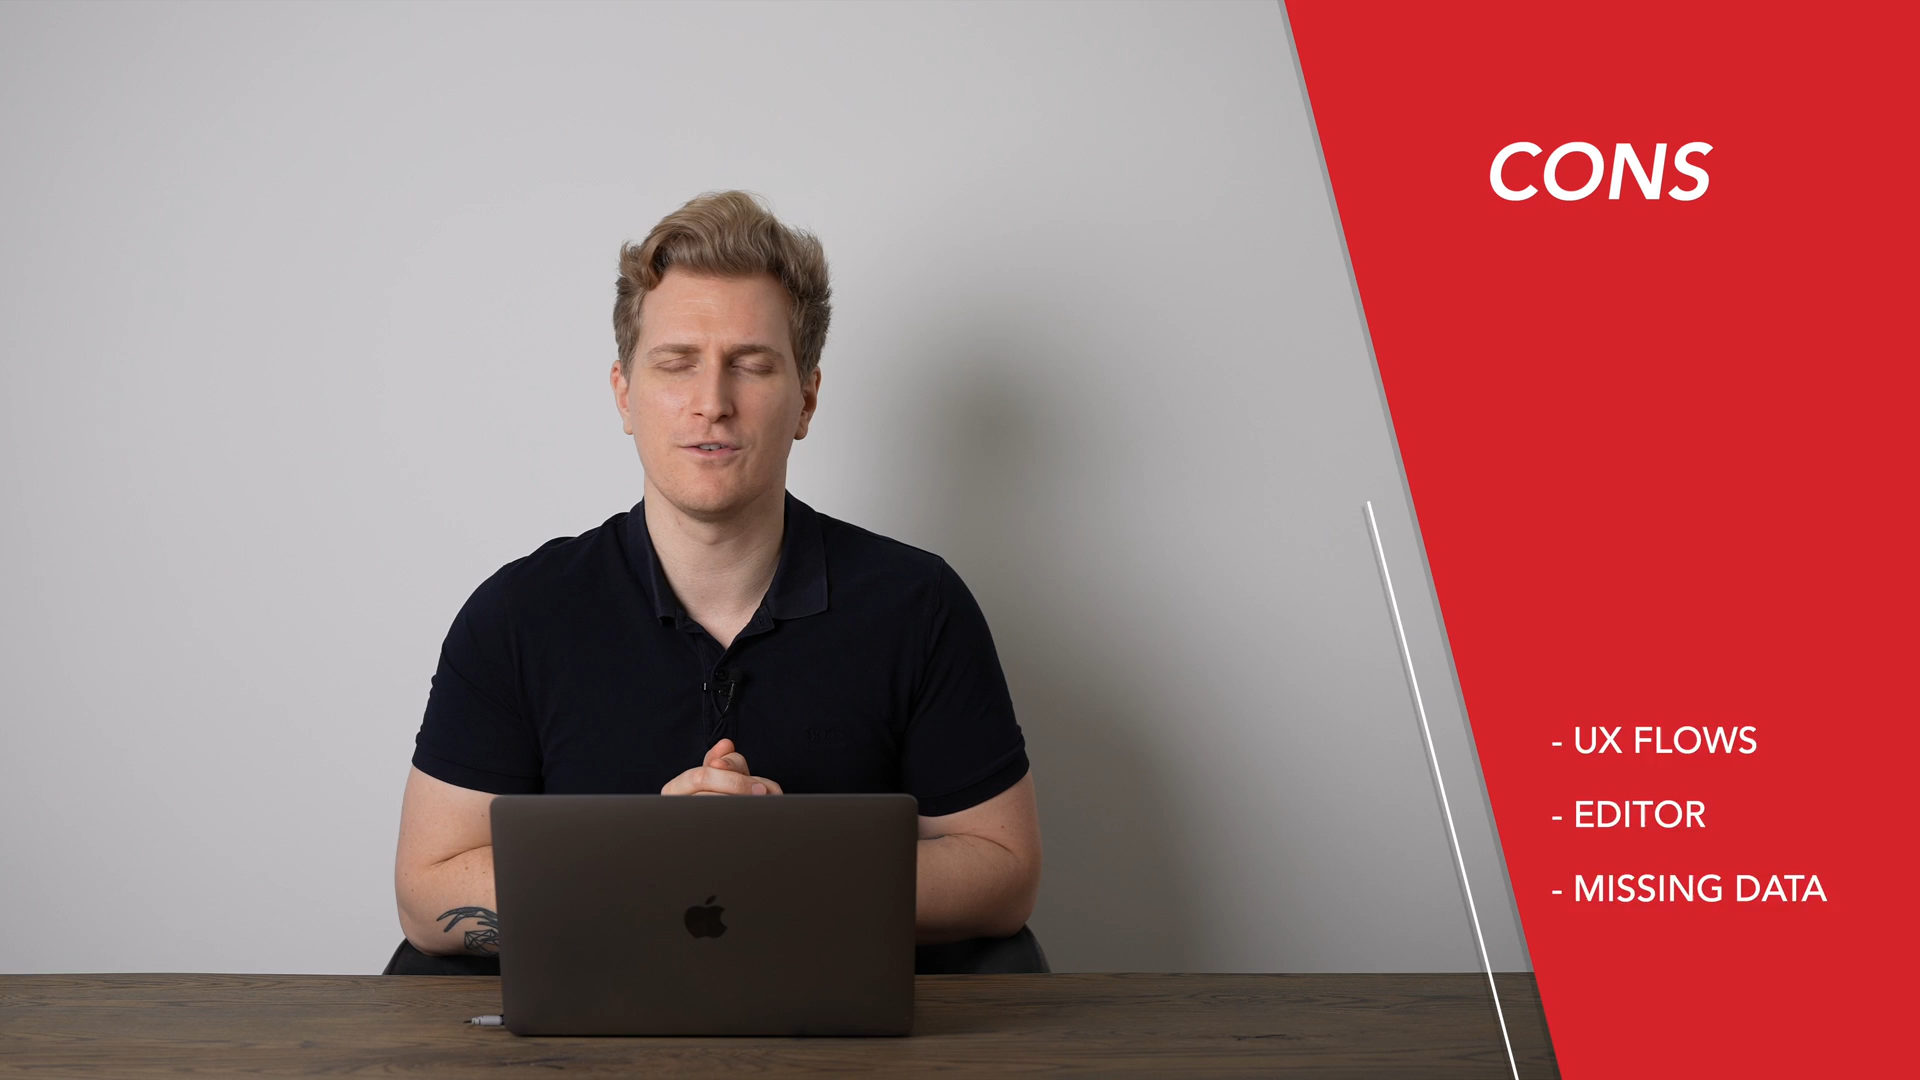 CONS
- UX FLOWS
- EDITOR
- MISSING DATA